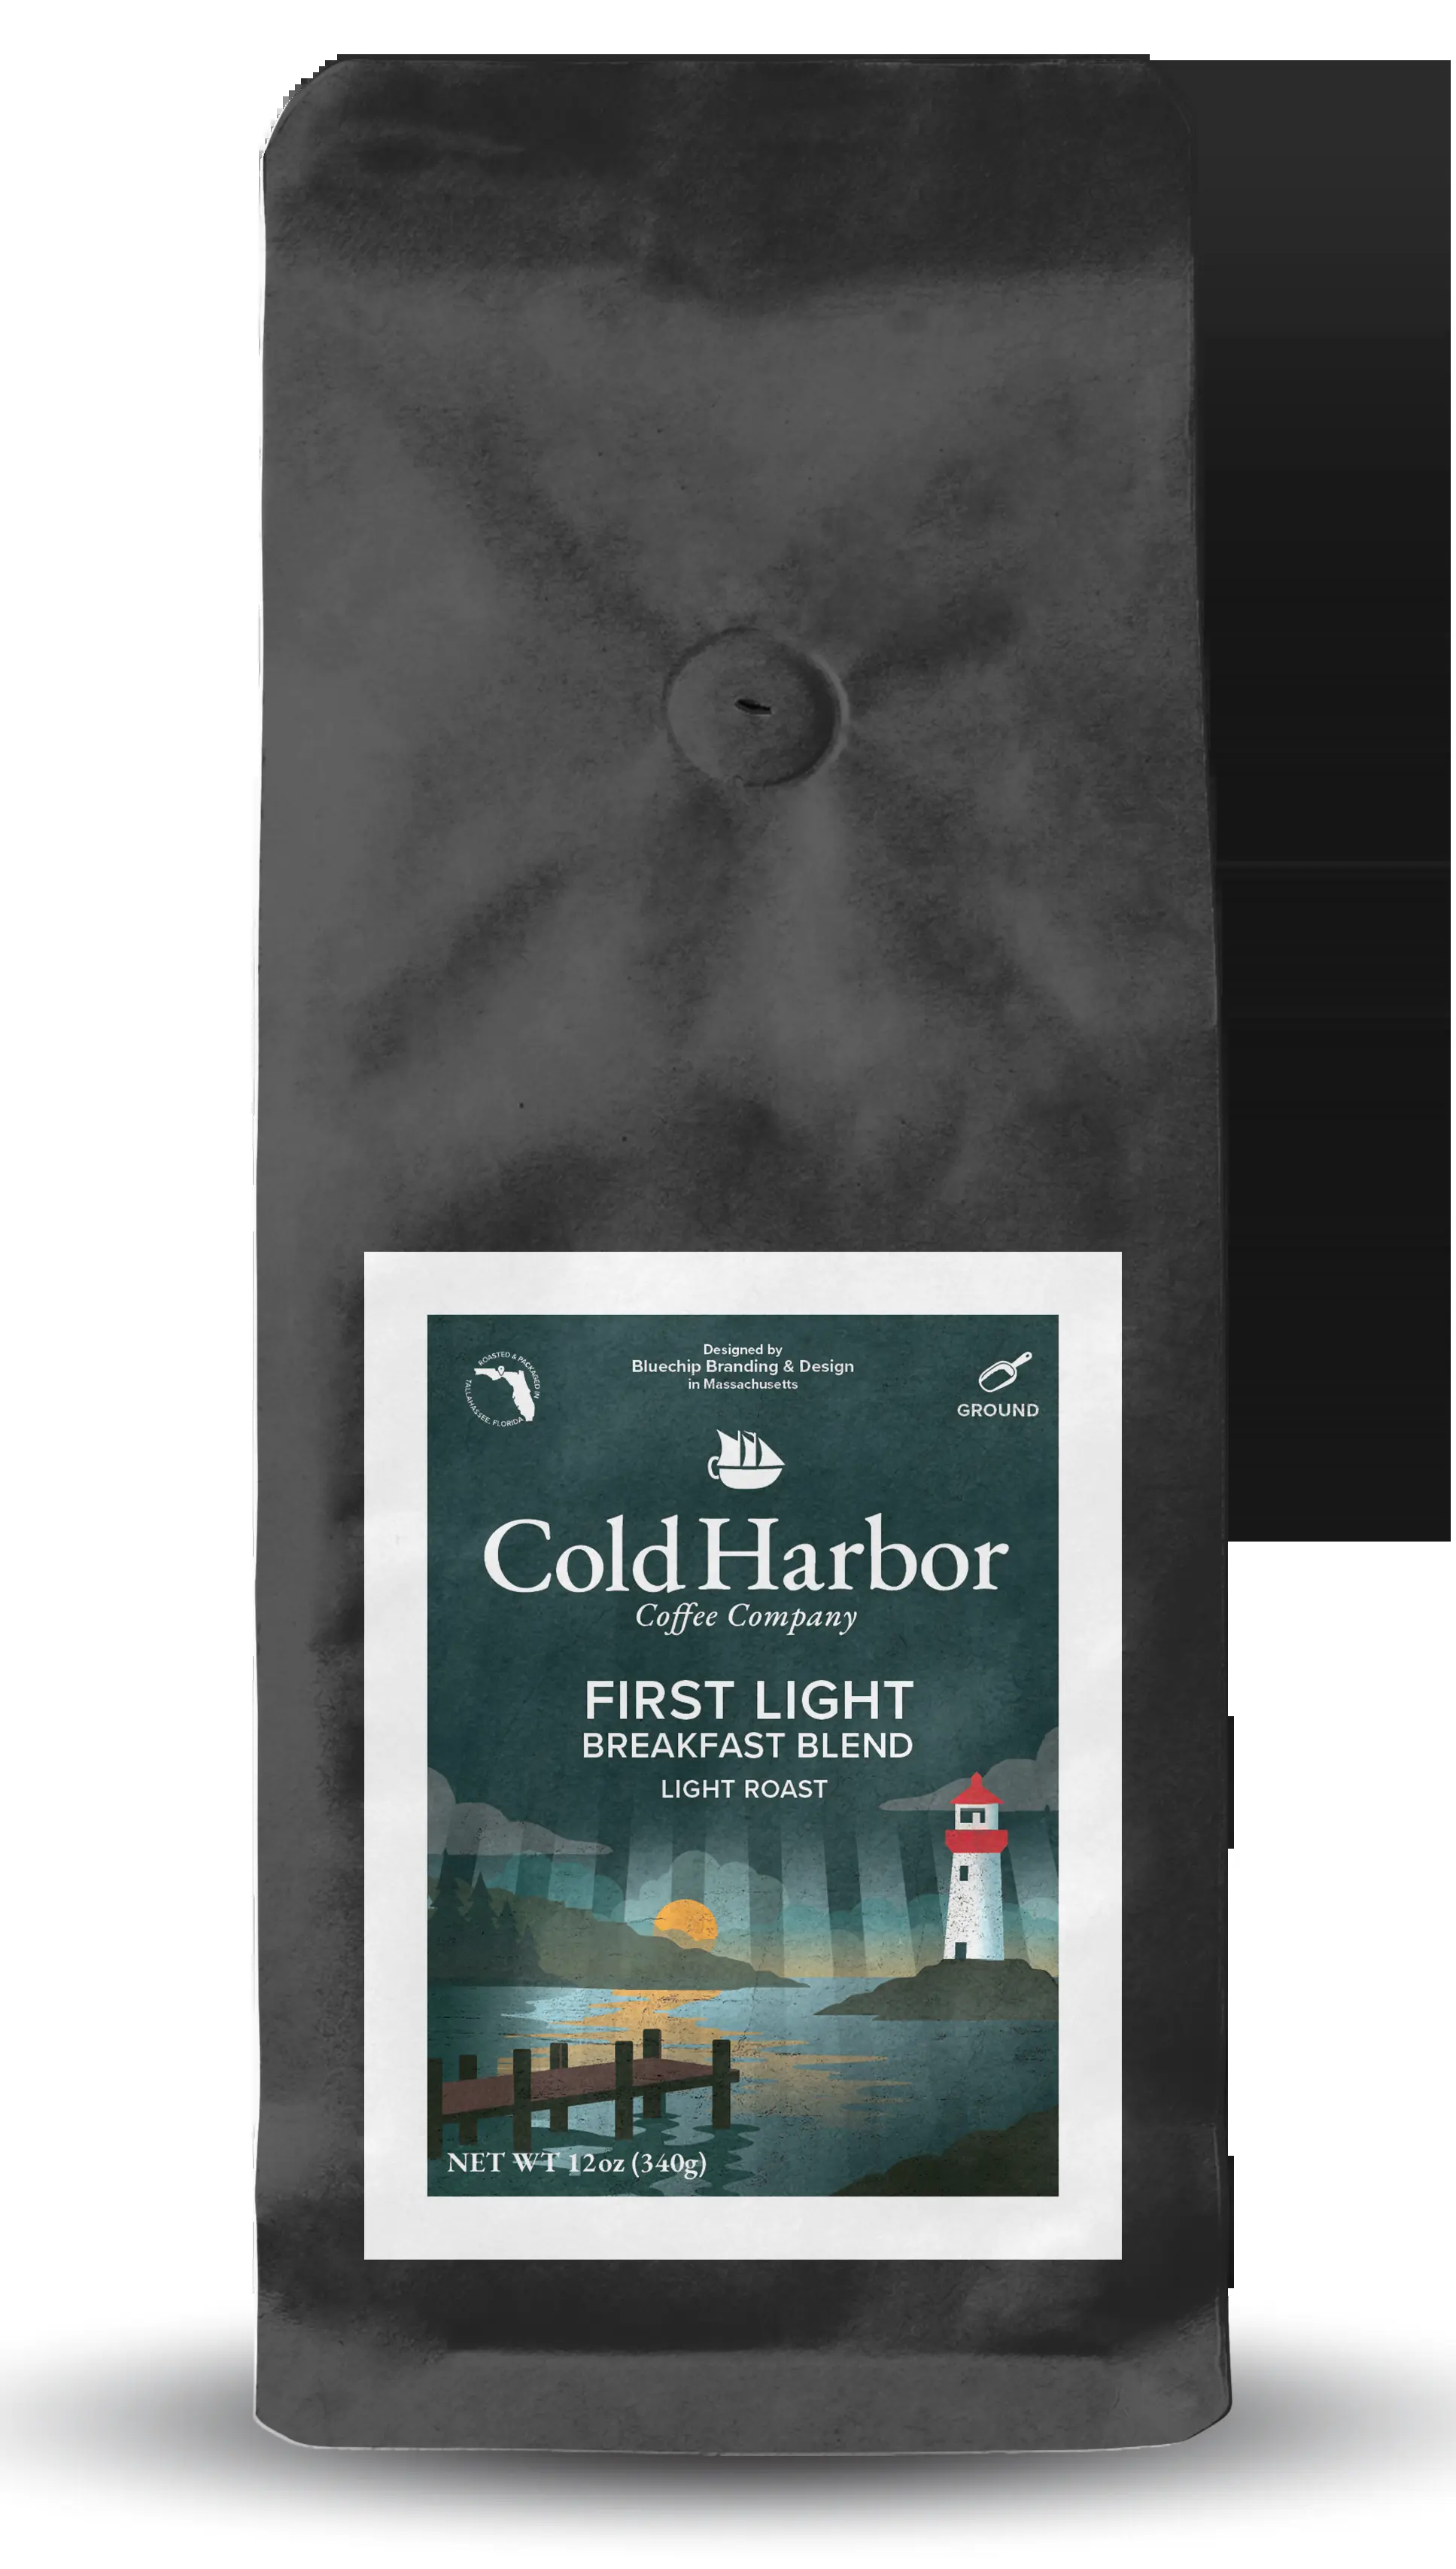 ROASTED & PACKAGED IN
TALLAHASSEE, FLORIDA
Designed by
Bluechip Branding & Design
in Massachusetts
GROUND
Cold Harbor
Coffee Company
FIRST LIGHT
BREAKFAST BLEND
LIGHT ROAST
NET WT 12oz (340g)